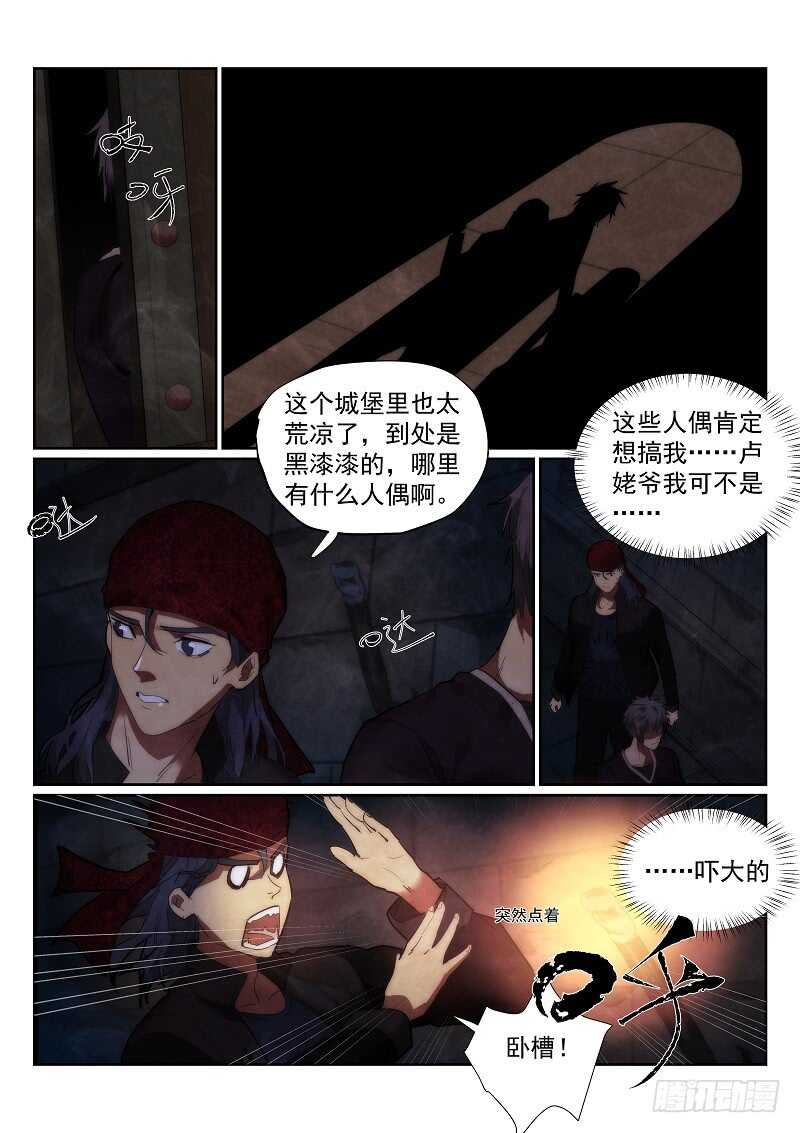 吱
呀
这个城堡里也太
荒凉了，到处是
黑漆漆的，哪里
有什么人偶啊。
这些人偶肯定
想搞我……卢
姥爷我可不是
……
哒
哒
……吓大的
突然点着
呼
卧槽！
腾讯动漫